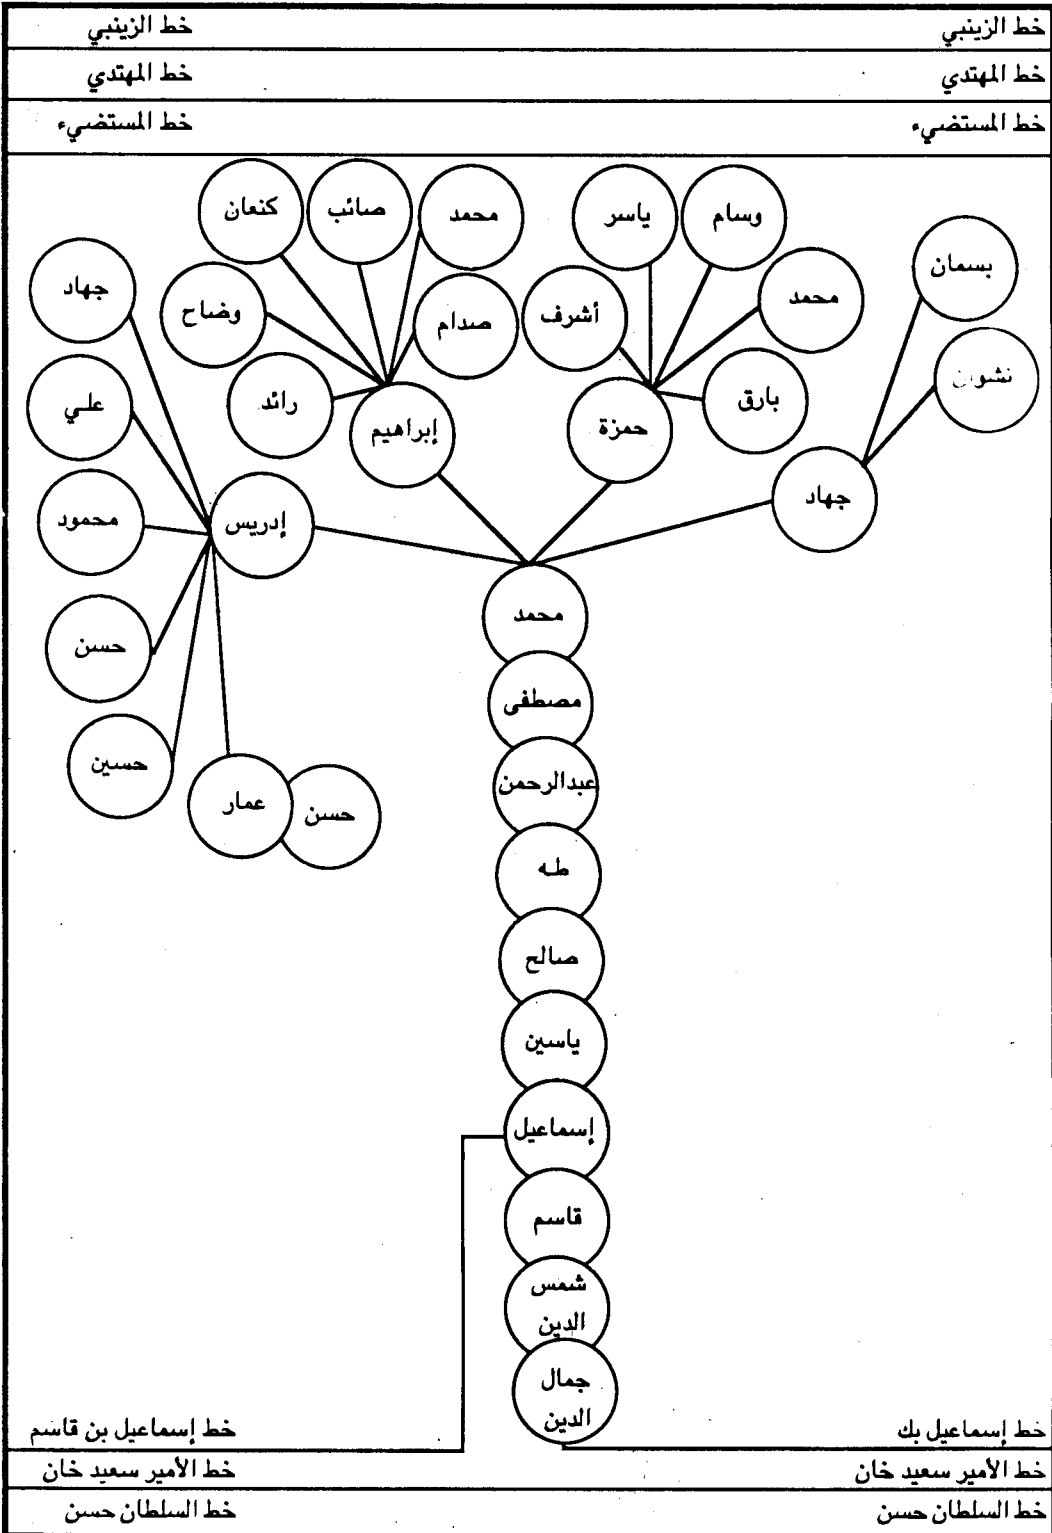 خط الزينبي خط الزينبي
خط المهتدي خط المهتدي
خط المستضيء خط المستضيء
وسام ياسر محمد صائب كنعان
بسمان
جهاد
محمد
أشرف
صدام
وضاح
نشوان
بارق
رائد
علي
حمزة
إبراهيم
جهاد
إدريس
محمود
محمد
حسن
مصطفى
حسين
عبدالرحمن
عمار
حسن
طه
صالح
ياسين
إسماعيل
قاسم
شمس
الدين
جمال
الدين
خط إسماعيل بك خط إسماعيل بن قاسم
خط الأمير سعيد خان خط الأمير سعيد خان
خط السلطان حسن خط السلطان حسن